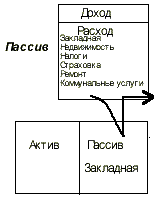 Доход
Расход
Пассив
Закладная
Недвижимость
Налоги
Страховка
Ремонт
Коммунальные услуги
Актив
Пассив
Закладная